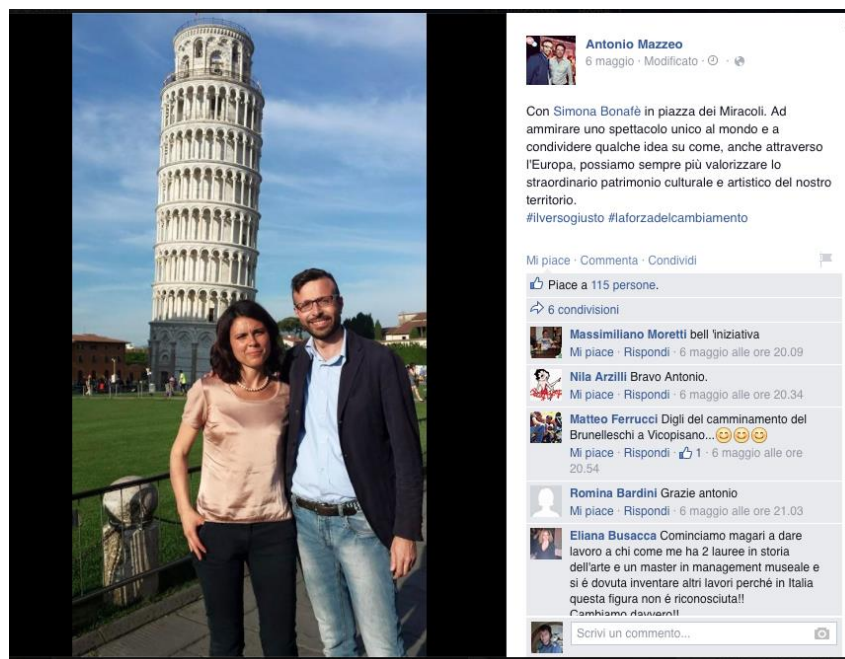 Antonio Mazzeo
6 maggio · Modificato ·
Con Simona Bonafè in piazza dei Miracoli. Ad
ammirare uno spettacolo unico al mondo e a
condividere qualche idea su come, anche attraverso
l'Europa, possiamo sempre più valorizzare lo
straordinario patrimonio culturale e artistico del nostro
territorio.
#ilversogiusto #laforzadelcambiamento
Mi piace · Commenta · Condividi
Piace a 115 persone.
6 condivisioni
Massimiliano Moretti bell 'iniziativa
Mi piace · Rispondi · 6 maggio alle ore 20.09
Nila Arzilli Bravo Antonio.
Mi piace · Rispondi · 6 maggio alle ore 20.34
Matteo Ferrucci Digli del camminamento del
Brunelleschi a Vicopisano...😊😊😊
Mi piace · Rispondi · 1 · 6 maggio alle ore
20.54
Romina Bardini Grazie antonio
Mi piace · Rispondi · 6 maggio alle ore 21.03
Eliana Busacca Cominciamo magari a dare
lavoro a chi come me ha 2 lauree in storia
dell'arte e un master in management museale e
si é dovuta inventare altri lavori perché in Italia
questa figura non é riconosciuta!!
Cambiamo davvero!!
Scrivi un commento...